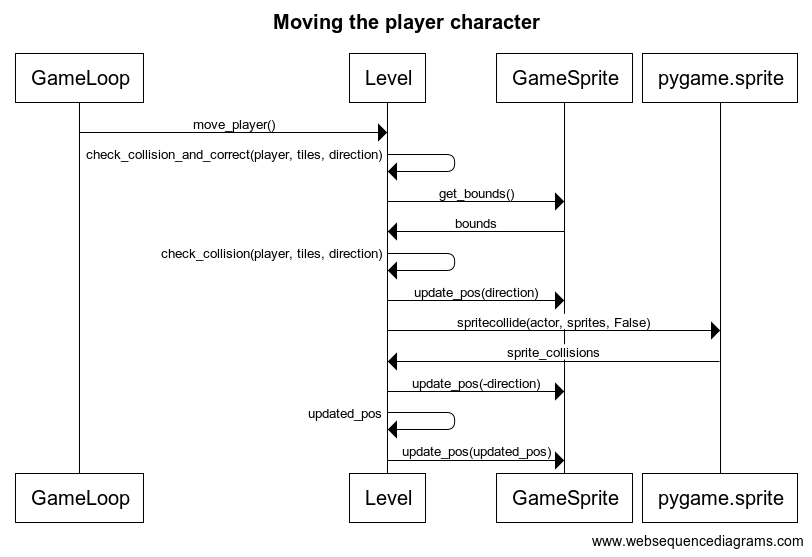 Moving the player character
GameLoop
Level
GameSprite
pygame.sprite
move_player()
check_collision_and_correct(player, tiles, direction)
get_bounds()
bounds
check_collision(player, tiles, direction)
update_pos(direction)
spritecollide(actor, sprites, False)
sprite_collisions
update_pos(-direction)
updated_pos
update_pos(updated_pos)
GameLoop
Level
GameSprite
pygame.sprite
www.websequencediagrams.com